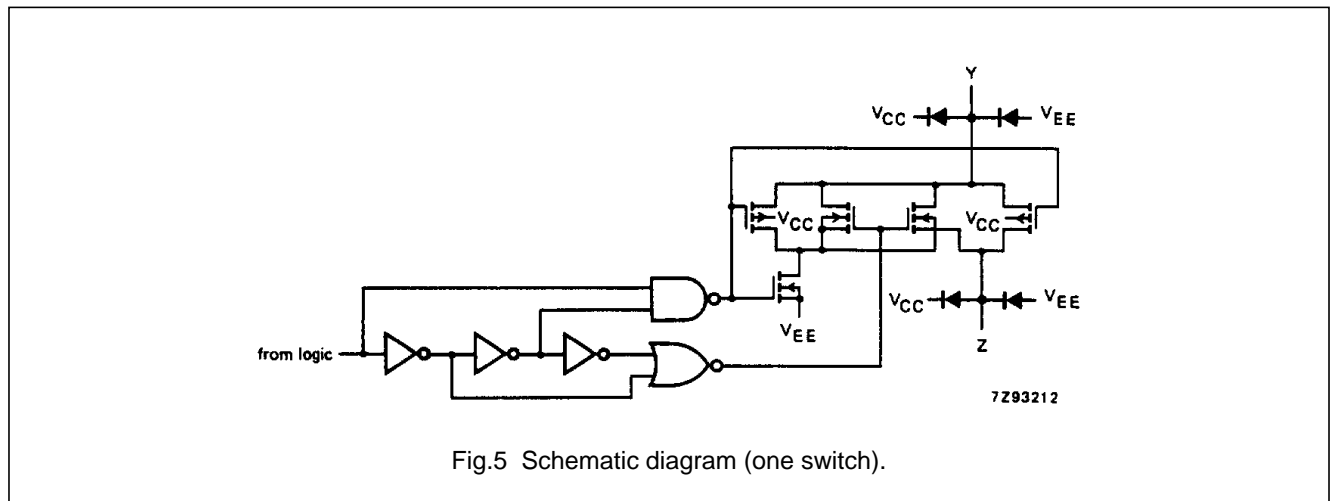 Y
VCC VEE
VCC VCC
VCC VEE
VEE
from logic
Z
7Z93212
Fig.5 Schematic diagram (one switch).